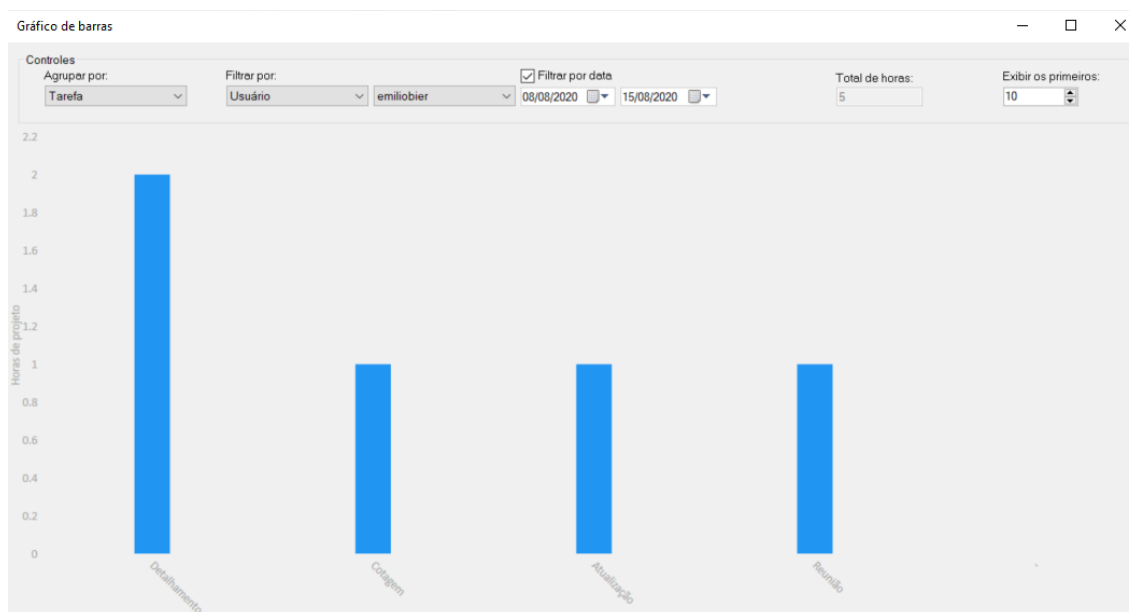 Gráfico de barras
Controles
Agrupar por:
Filtrar por:
Filtrar por data
Total de horas:
Exibir os primeiros:
Tarefa
Usuário
emiliobier
08/08/2020
15/08/2020
5
10
2.2
2
1.8
1.6
1.4
1.2
1
0.8
0.6
0.4
0.2
0
Horas de projeto
Detalhamento
Cotagem
Atualização
Reunião